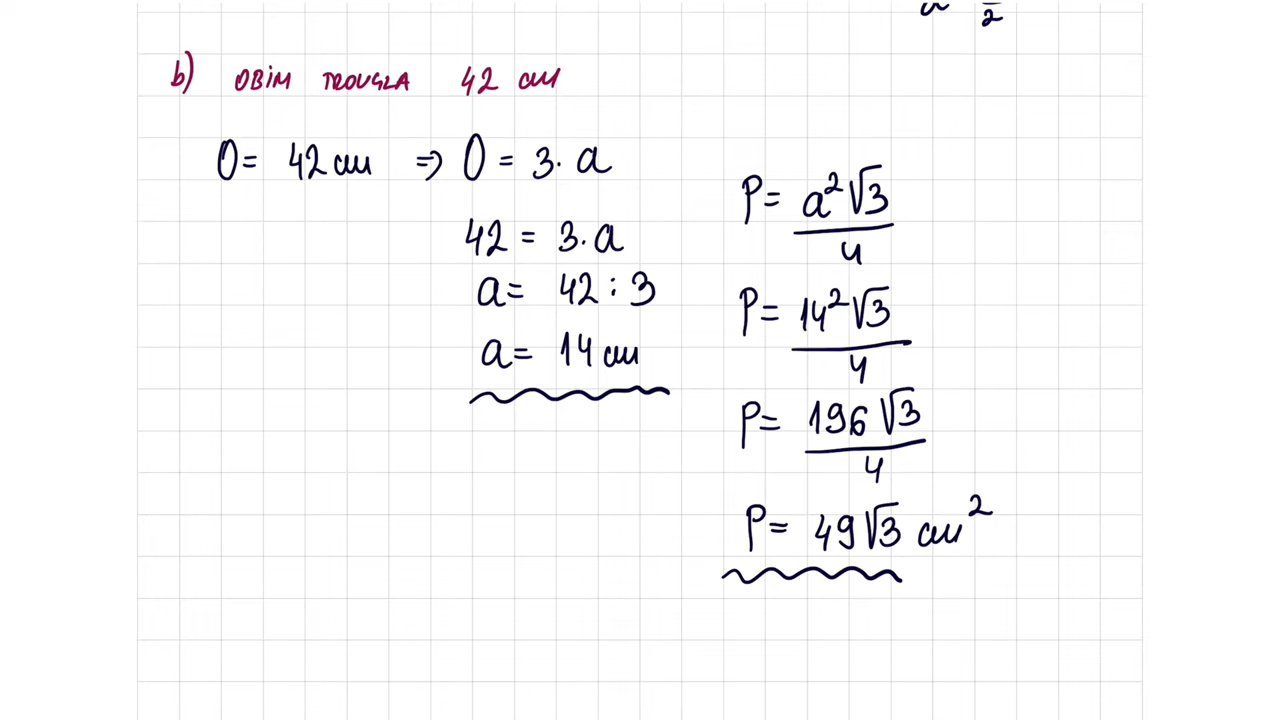 b) OBIM TROUGLA 42 cm
O = 42 cm ⇒ O = 3 · a
42 = 3 · a
a = 42 : 3
a = 14 cm
P = a²√3 / 4
P = 14²√3 / 4
P = 196√3 / 4
P = 49√3 cm²